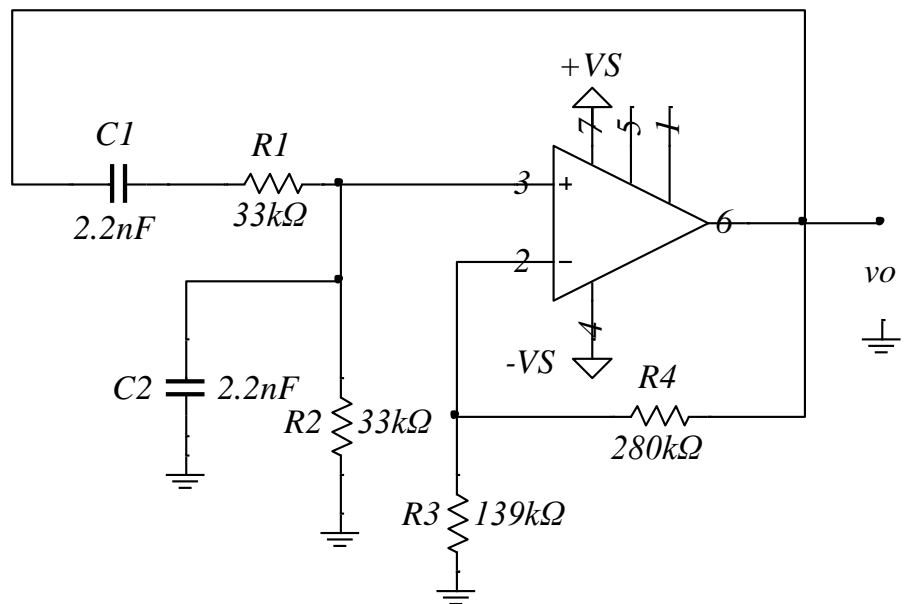 +VS
7
5
1
C1
R1
3
+
2.2nF
33kΩ
6
2
−
vo
4
-VS
R4
C2
2.2nF
R2
33kΩ
280kΩ
R3
139kΩ